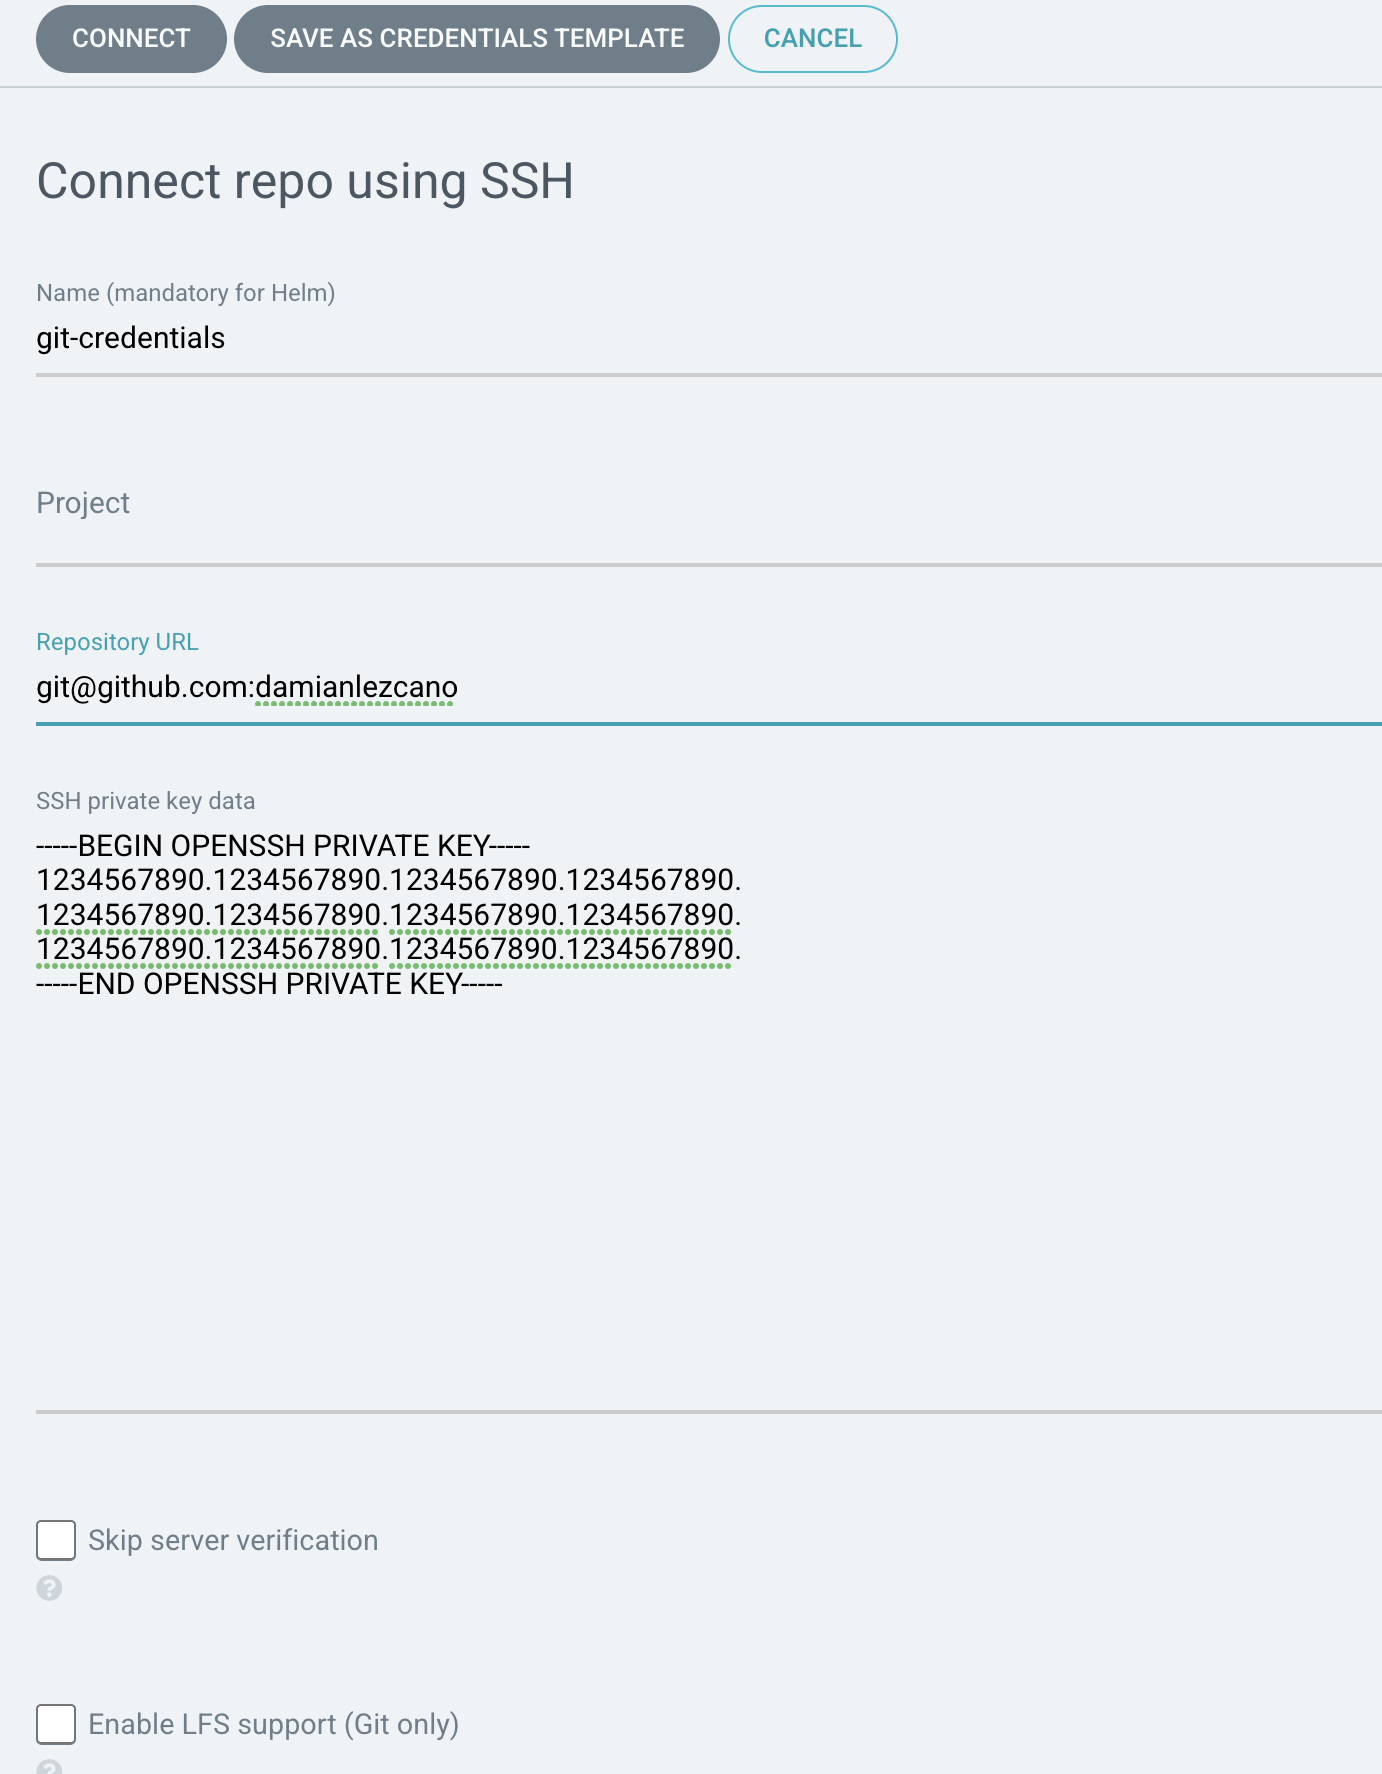 CONNECT SAVE AS CREDENTIALS TEMPLATE CANCEL
Connect repo using SSH
Name (mandatory for Helm)
git-credentials
Project
Repository URL
git@github.com:damianlezcano
SSH private key data
-----BEGIN OPENSSH PRIVATE KEY-----
1234567890.1234567890.1234567890.1234567890.
1234567890.1234567890.1234567890.1234567890.
1234567890.1234567890.1234567890.1234567890.
-----END OPENSSH PRIVATE KEY-----
Skip server verification
?
Enable LFS support (Git only)
?